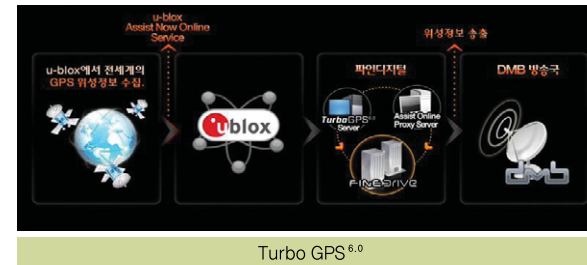 u-blox
Assist Now Online
Service
위성정보 송출
u-blox에서 전세계의
GPS 위성정보 수집.
ublox
파인디지털
TurboGPS6.0
Server
Assist Online
Proxy Server
FINEDRIVE
DMB 방송국
dmb
Turbo GPS 6.0